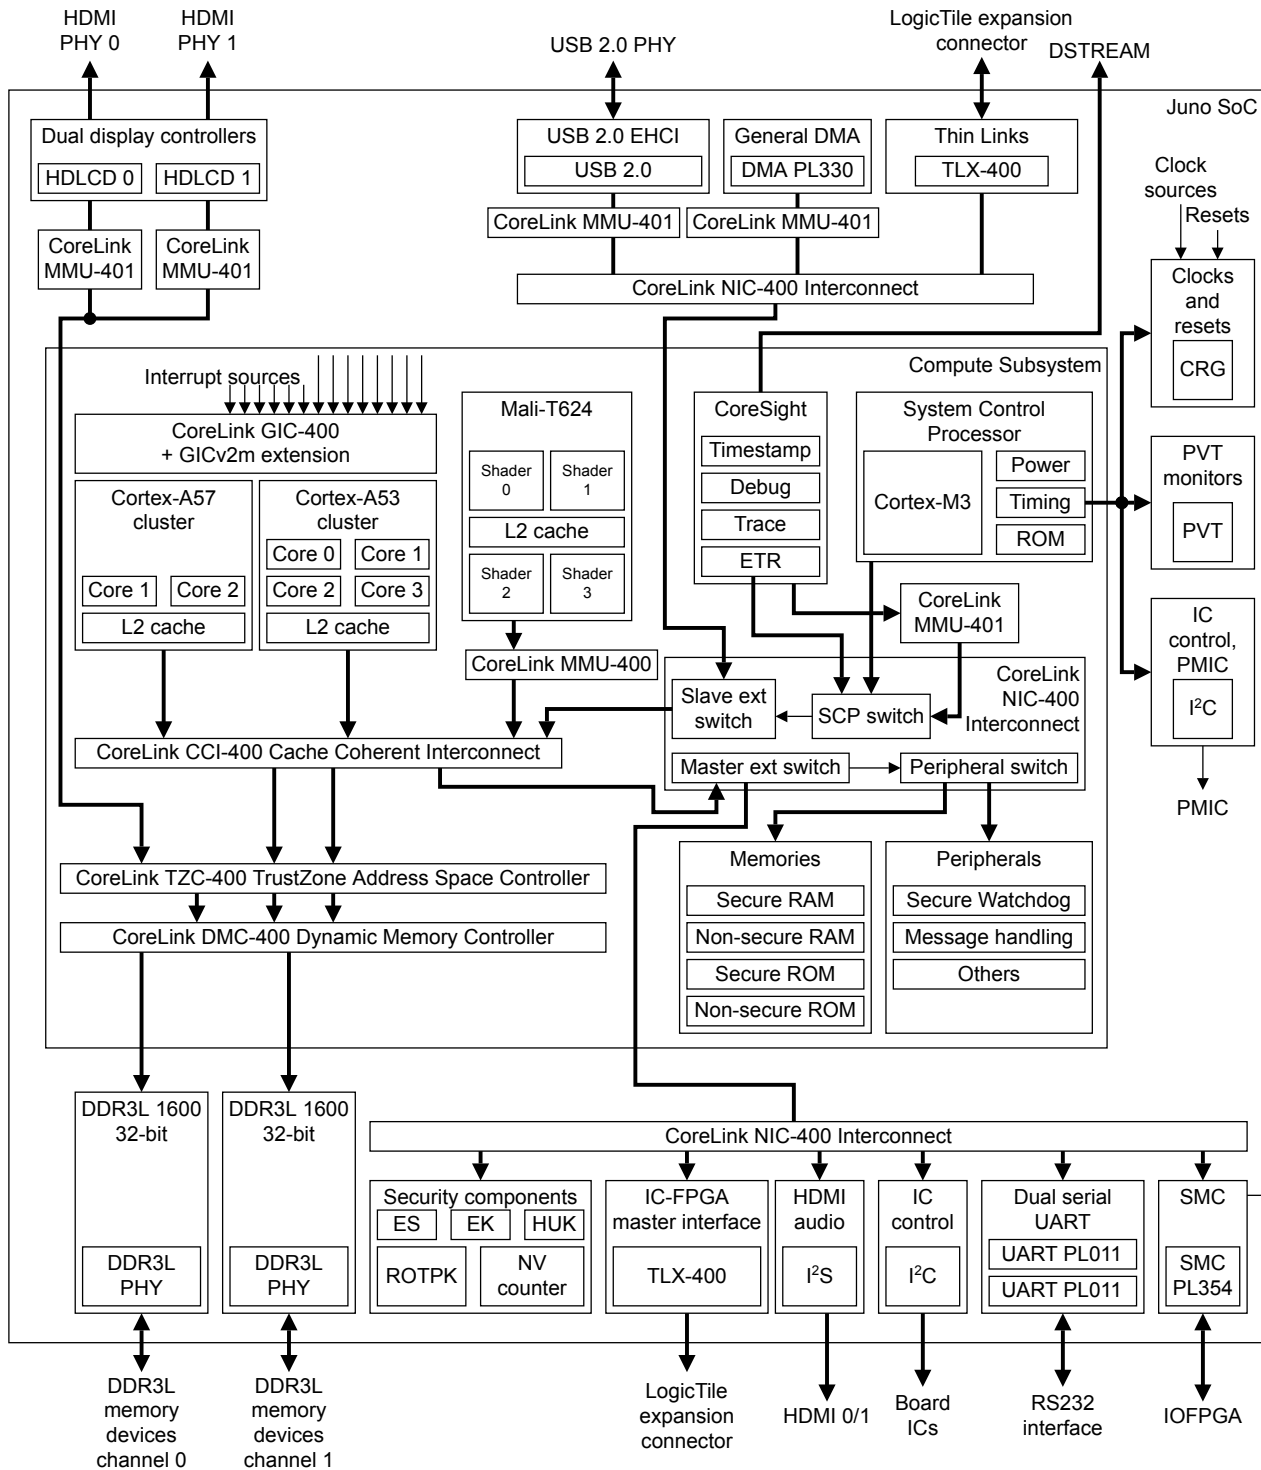 HDMI
PHY 0
HDMI
PHY 1
USB 2.0 PHY
LogicTile expansion
connector
DSTREAM
Juno SoC
Dual display controllers
HDLCD 0
HDLCD 1
USB 2.0 EHCI
USB 2.0
General DMA
DMA PL330
Thin Links
TLX-400
Clock
sources
Resets
CoreLink
MMU-401
CoreLink
MMU-401
CoreLink MMU-401
CoreLink MMU-401
CoreLink NIC-400 Interconnect
Clocks
and
resets
CRG
Compute Subsystem
Interrupt sources
CoreLink GIC-400
+ GICv2m extension
Mali-T624
Shader
0
Shader
1
L2 cache
Shader
2
Shader
3
CoreSight
Timestamp
Debug
Trace
ETR
System Control
Processor
Cortex-M3
Power
Timing
ROM
PVT
monitors
PVT
Cortex-A57
cluster
Core 1
Core 2
L2 cache
Cortex-A53
cluster
Core 0
Core 1
Core 2
Core 3
L2 cache
CoreLink
MMU-401
IC
control,
PMIC
I²C
PMIC
CoreLink MMU-400
CoreLink
NIC-400
Interconnect
Slave ext
switch
SCP switch
CoreLink CCI-400 Cache Coherent Interconnect
Master ext switch
Peripheral switch
CoreLink TZC-400 TrustZone Address Space Controller
CoreLink DMC-400 Dynamic Memory Controller
Memories
Secure RAM
Non-secure RAM
Secure ROM
Non-secure ROM
Peripherals
Secure Watchdog
Message handling
Others
DDR3L 1600
32-bit
DDR3L
PHY
DDR3L 1600
32-bit
DDR3L
PHY
CoreLink NIC-400 Interconnect
Security components
ES
EK
HUK
ROTPK
NV
counter
IC-FPGA
master interface
TLX-400
HDMI
audio
I²S
IC
control
I²C
Dual serial
UART
UART PL011
UART PL011
SMC
SMC
PL354
DDR3L
memory
devices
channel 0
DDR3L
memory
devices
channel 1
LogicTile
expansion
connector
HDMI 0/1
Board
ICs
RS232
interface
IOFPGA